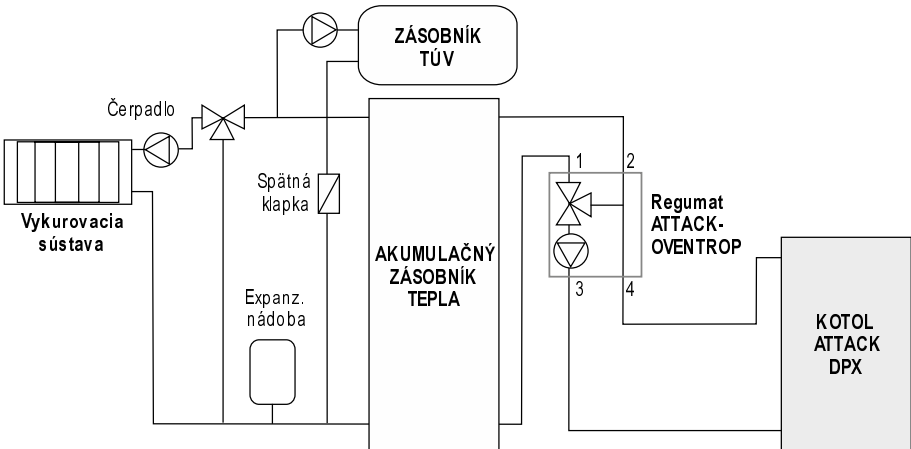 ZÁSOBNÍK
TÚV
Čerpadlo
Spätná
klapka
Vykurovacia
sústava
Expanz.
nádoba
AKUMULAČNÝ
ZÁSOBNÍK
TEPLA
1
2
3
4
Regumat
ATTACK-
OVENTROP
KOTOL
ATTACK
DPX